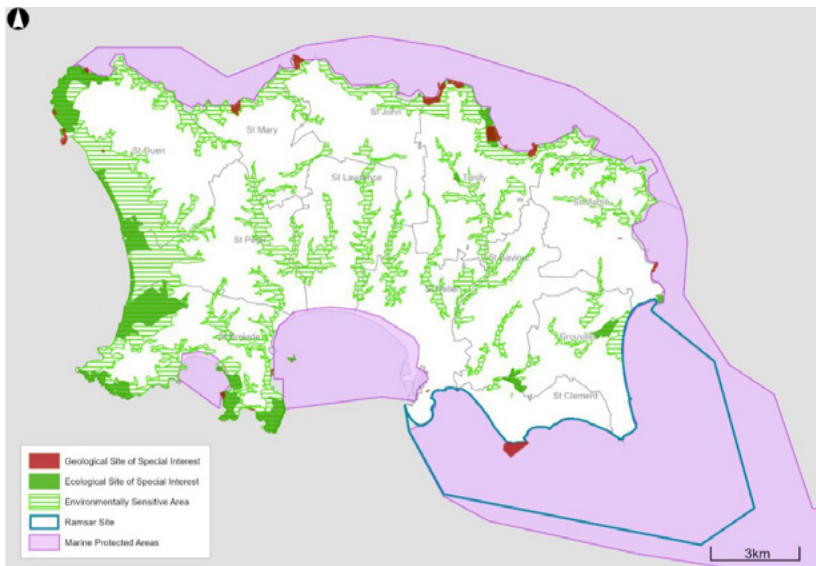 St John
St Mary
St Ouen
St Lawrence
Trinity
St Martin
St Peter
St Saviour
St Helier
St Brelade
Grouville
St Clement
Geological Site of Special Interest
Ecological Site of Special Interest
Environmentally Sensitive Area
Ramsar Site
Marine Protected Areas
3km